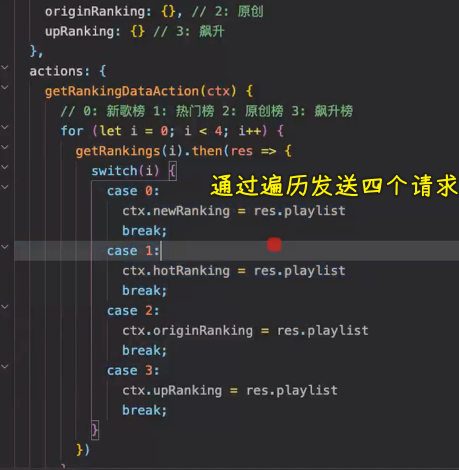 originRanking: {}, // 2: 原创
upRanking: {} // 3: 飙升
},
actions: {
getRankingDataAction(ctx) {
// 0: 新歌榜 1: 热门榜 2: 原创榜 3: 飙升榜
for (let i = 0; i < 4; i++) {
getRankings(i).then(res => {
switch(i) {
case 0:
通过遍历发送四个请求
ctx.newRanking = res.playlist
break;
case 1:
ctx.hotRanking = res.playlist
break;
case 2:
ctx.originRanking = res.playlist
break;
case 3:
ctx.upRanking = res.playlist
break;
}
})